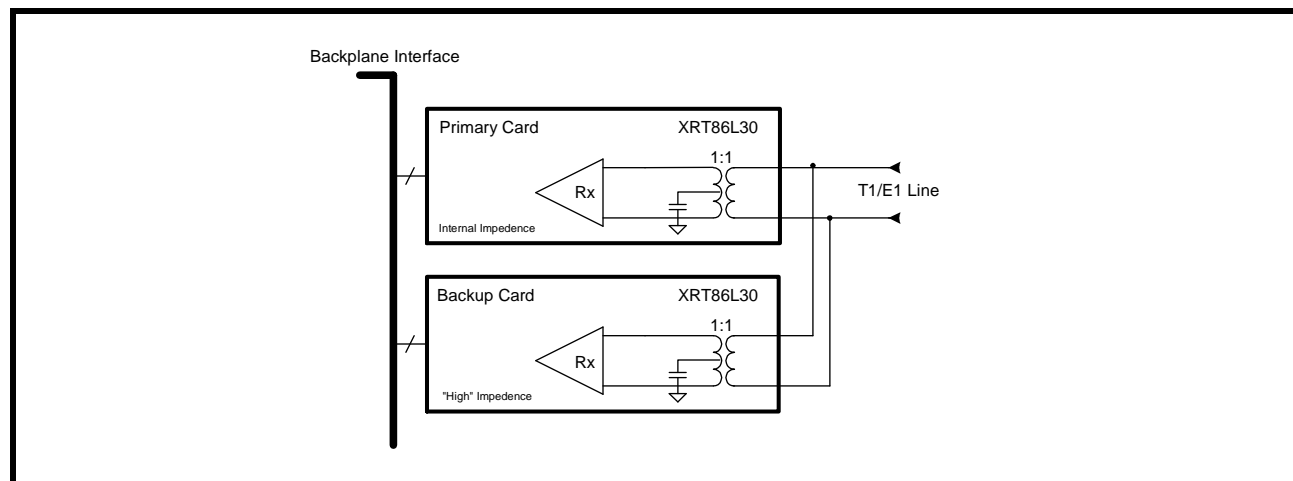 Backplane Interface
Primary Card XRT86L30
1:1
Rx
T1/E1 Line
Internal Impedence
Backup Card XRT86L30
1:1
Rx
"High" Impedence